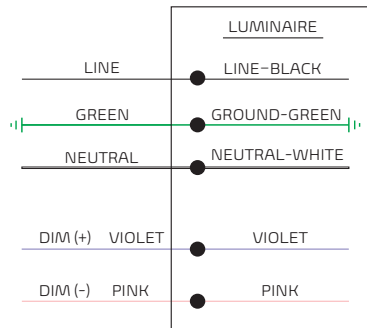 LUMINAIRE
LINE LINE-BLACK
GREEN GROUND-GREEN
NEUTRAL NEUTRAL-WHITE
DIM (+) VIOLET VIOLET
DIM (-) PINK PINK